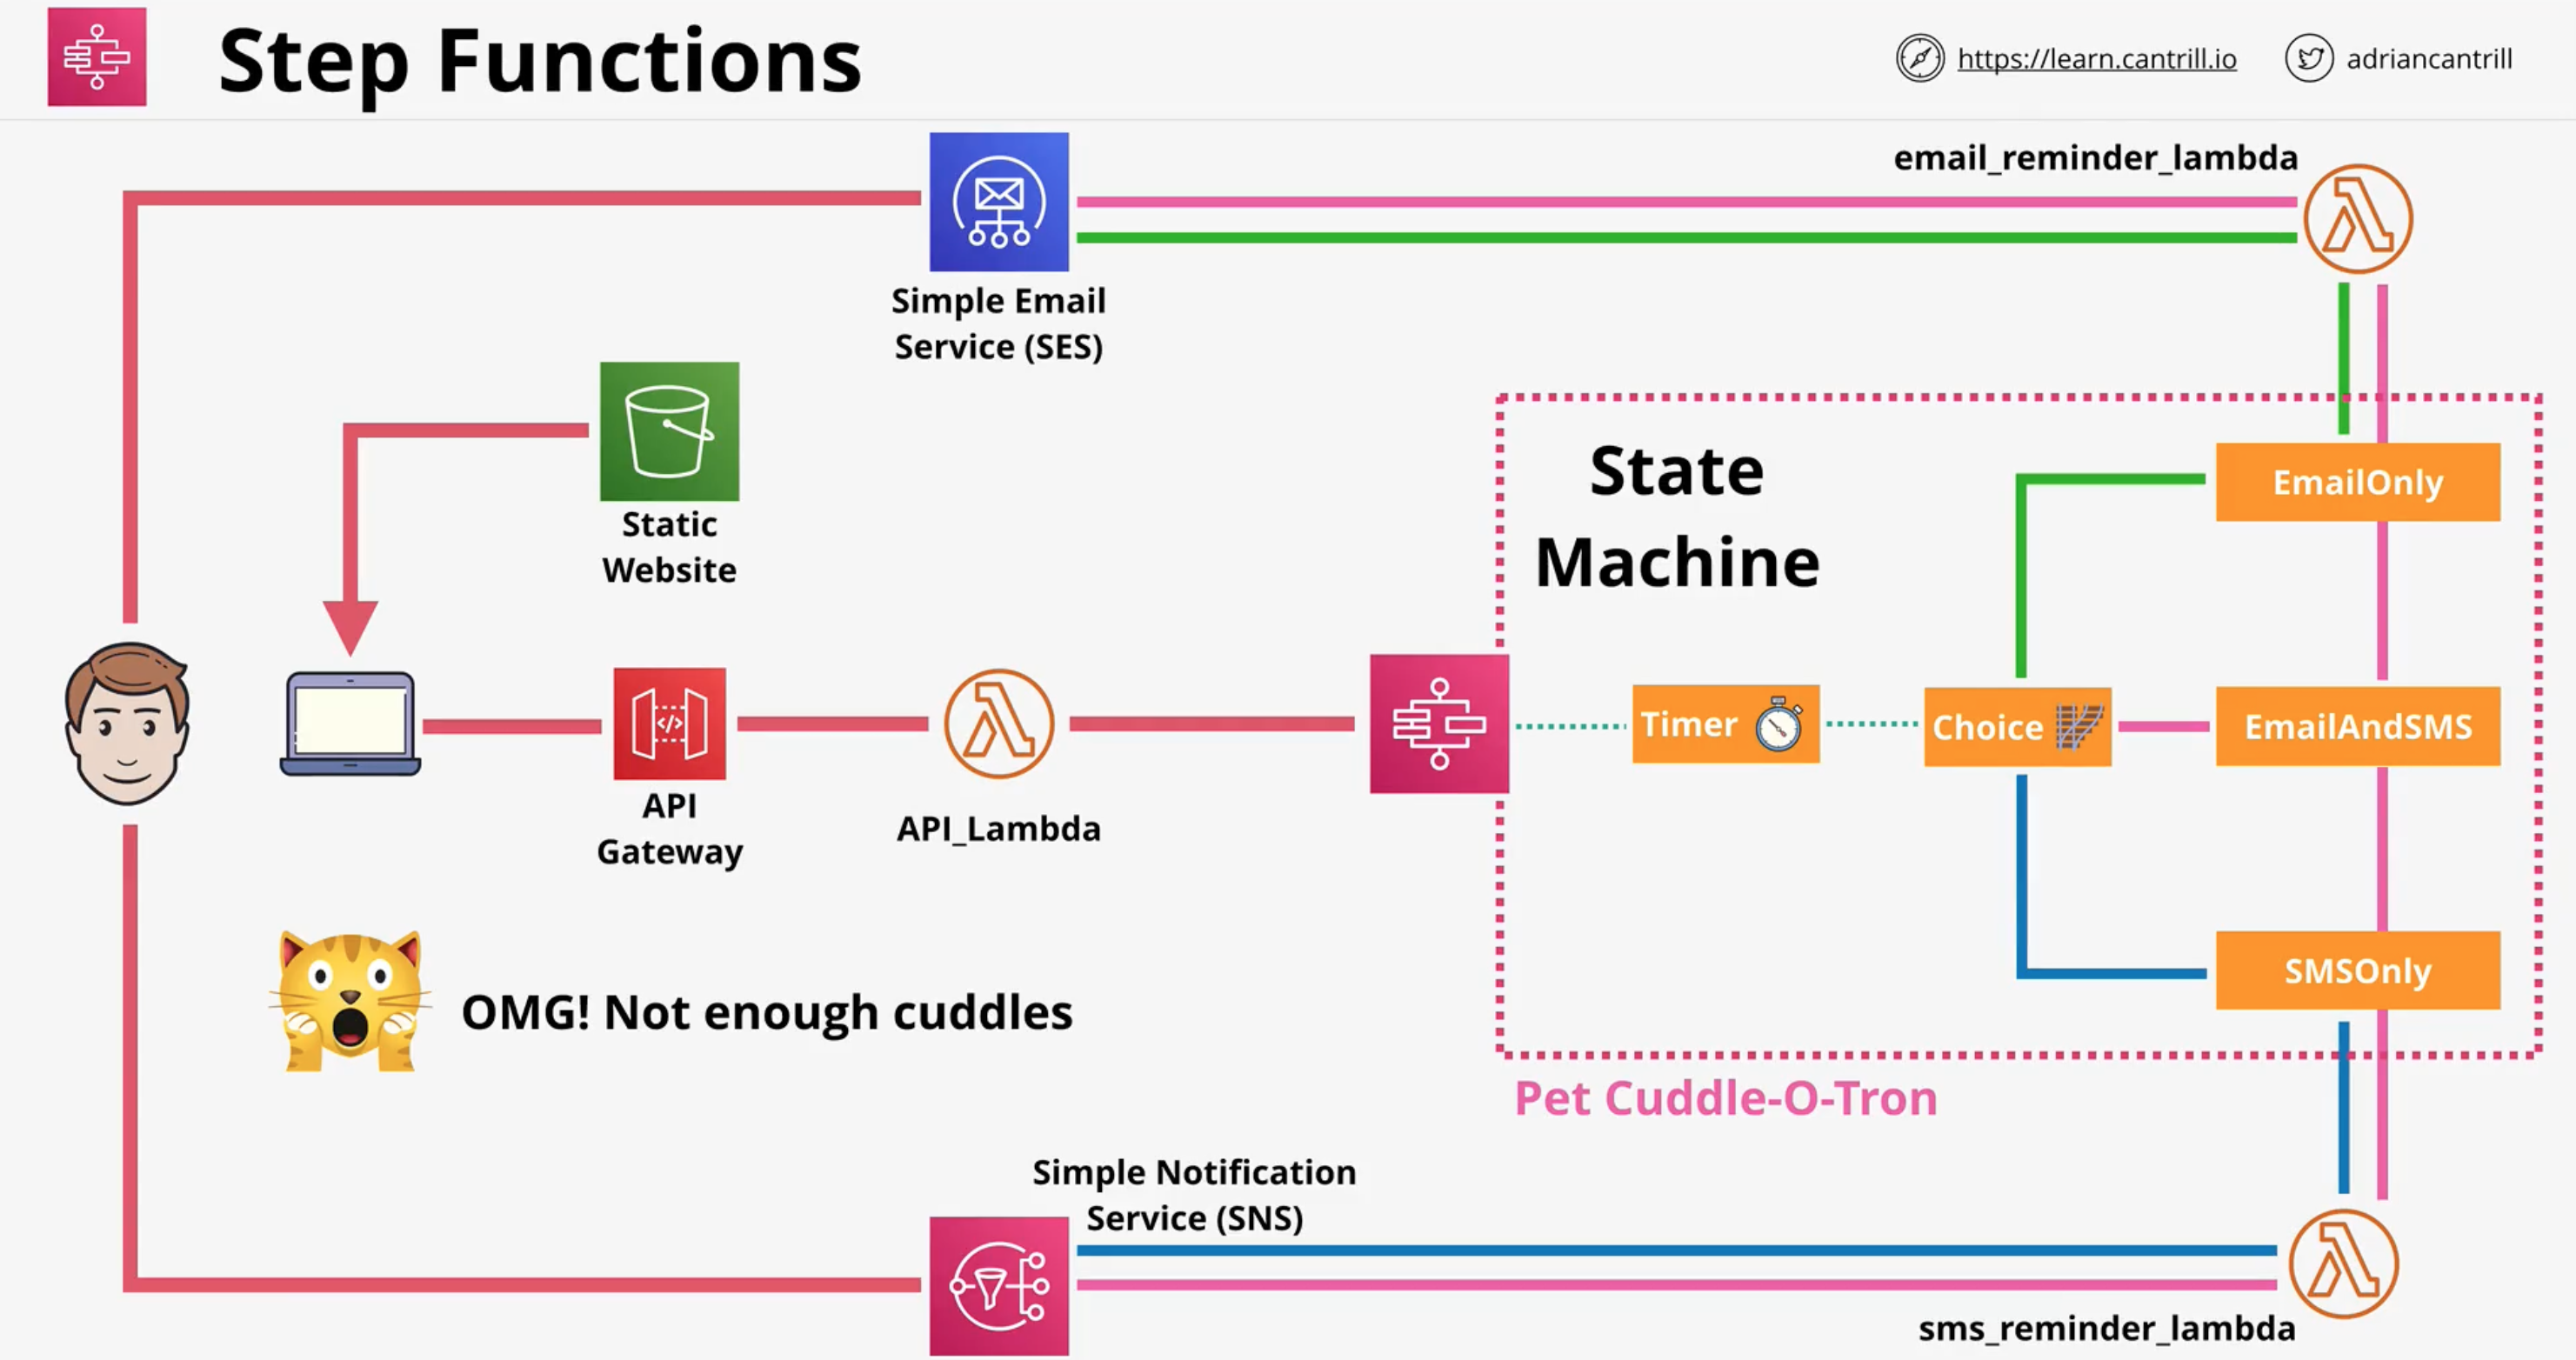 Step Functions
https://learn.cantrill.io
adriancantrill
email_reminder_lambda
Simple Email
Service (SES)
Static
Website
State
Machine
EmailOnly
</>
API
Gateway
API_Lambda
Timer
Choice
EmailAndSMS
SMSOnly
OMG! Not enough cuddles
Pet Cuddle-O-Tron
Simple Notification
Service (SNS)
sms_reminder_lambda